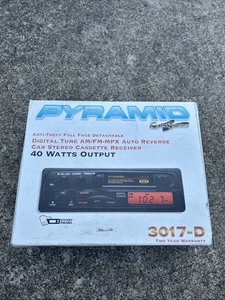 PYRAMID
Anti-Theft Full Face Detachable
Digital Tune AM/FM-MPX Auto Reverse
Car Stereo Cassette Receiver
40 Watts Output
102.7
3017-D
Two Year Warranty